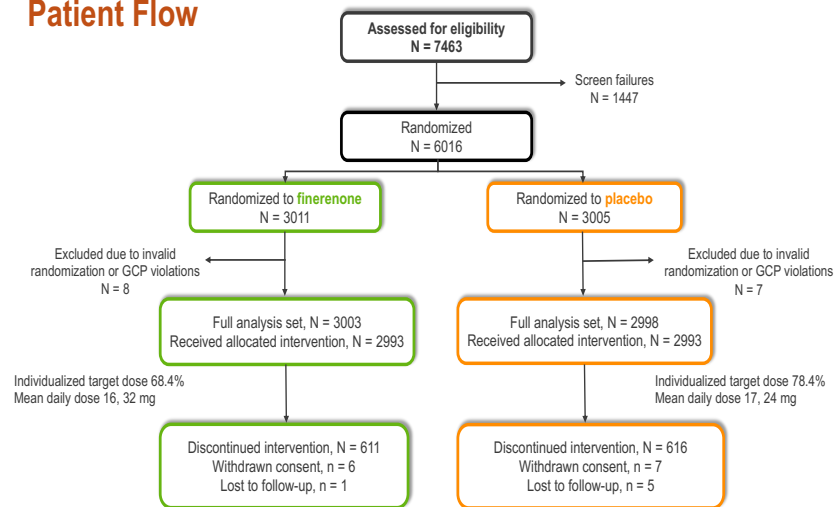 Patient Flow
Assessed for eligibility
N = 7463
Screen failures
N = 1447
Randomized
N = 6016
Randomized to finerenone
N = 3011
Randomized to placebo
N = 3005
Excluded due to invalid
randomization or GCP violations
N = 8
Excluded due to invalid
randomization or GCP violations
N = 7
Full analysis set, N = 3003
Received allocated intervention, N = 2993
Full analysis set, N = 2998
Received allocated intervention, N = 2993
Individualized target dose 68.4%
Mean daily dose 16, 32 mg
Individualized target dose 78.4%
Mean daily dose 17, 24 mg
Discontinued intervention, N = 611
Withdrawn consent, n = 6
Lost to follow-up, n = 1
Discontinued intervention, N = 616
Withdrawn consent, n = 7
Lost to follow-up, n = 5